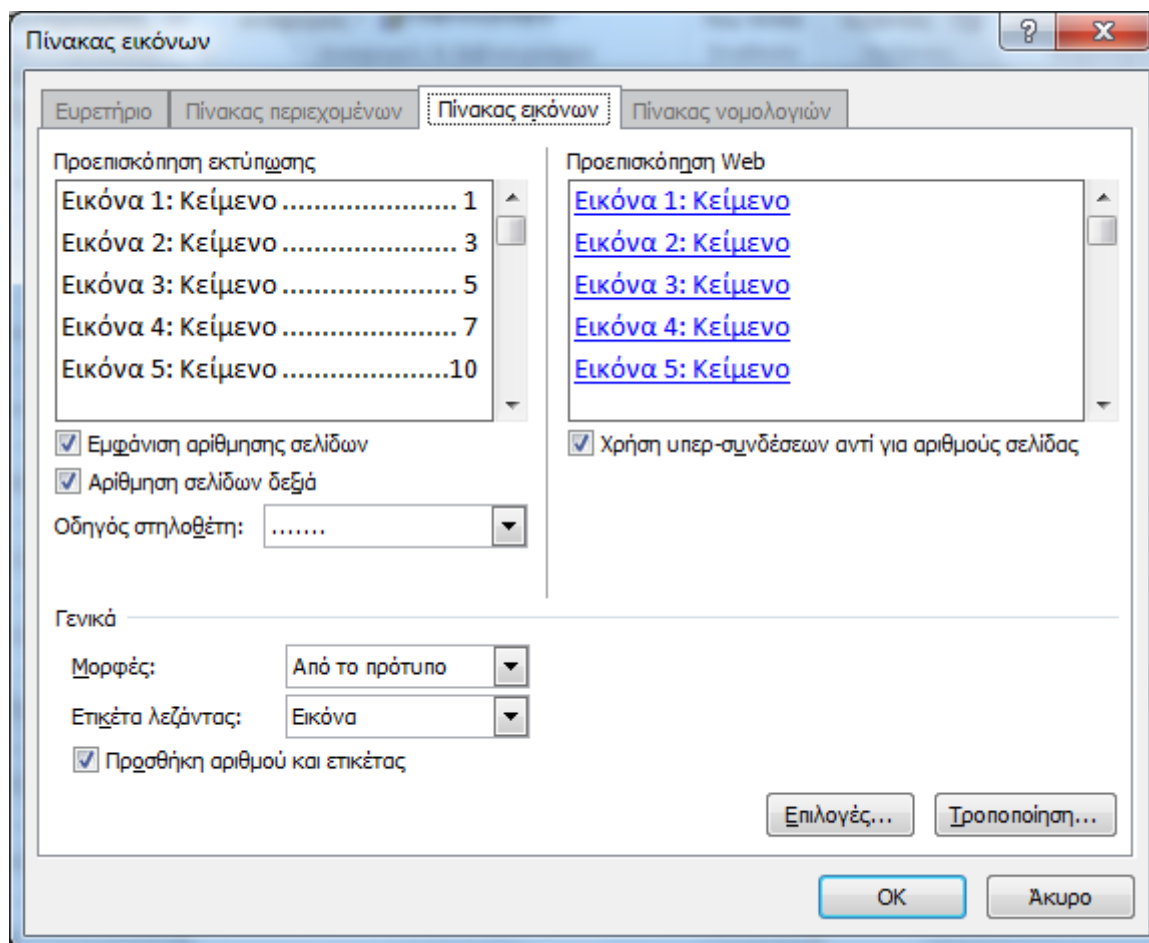 Πίνακας εικόνων
Ευρετήριο Πίνακας περιεχομένων Πίνακας εικόνων Πίνακας νομολογιών
Προεπισκόπηση εκτύπωσης
Εικόνα 1: Κείμενο ...................... 1
Εικόνα 2: Κείμενο ...................... 3
Εικόνα 3: Κείμενο ...................... 5
Εικόνα 4: Κείμενο ...................... 7
Εικόνα 5: Κείμενο .....................10
Εμφάνιση αρίθμησης σελίδων
Αρίθμηση σελίδων δεξιά
Οδηγός στηλοθέτη: .......
Προεπισκόπηση Web
Εικόνα 1: Κείμενο
Εικόνα 2: Κείμενο
Εικόνα 3: Κείμενο
Εικόνα 4: Κείμενο
Εικόνα 5: Κείμενο
Χρήση υπερ-συνδέσεων αντί για αριθμούς σελίδας
Γενικά
Μορφές: Από το πρότυπο
Ετικέτα λεζάντας: Εικόνα
Προσθήκη αριθμού και ετικέτας
Επιλογές... Τροποποίηση...
OK Άκυρο